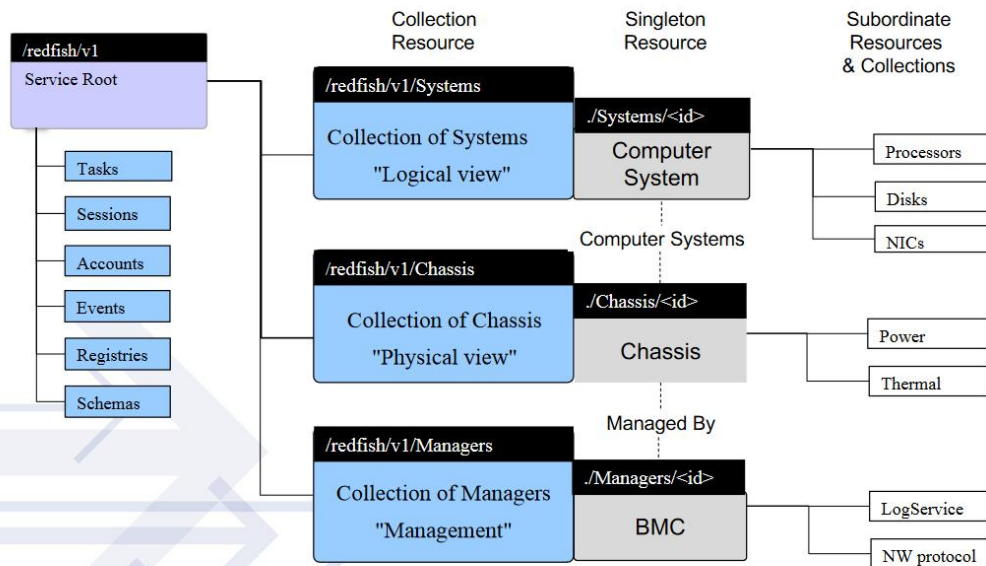 Collection
Resource
Singleton
Resource
Subordinate
Resources
& Collections
/redfish/v1
Service Root
Tasks
Sessions
Accounts
Events
Registries
Schemas
/redfish/v1/Systems
Collection of Systems
"Logical view"
./Systems/<id>
Computer
System
Processors
Disks
NICs
Computer Systems
/redfish/v1/Chassis
Collection of Chassis
"Physical view"
./Chassis/<id>
Chassis
Power
Thermal
Managed By
/redfish/v1/Managers
Collection of Managers
"Management"
./Managers/<id>
BMC
LogService
NW protocol